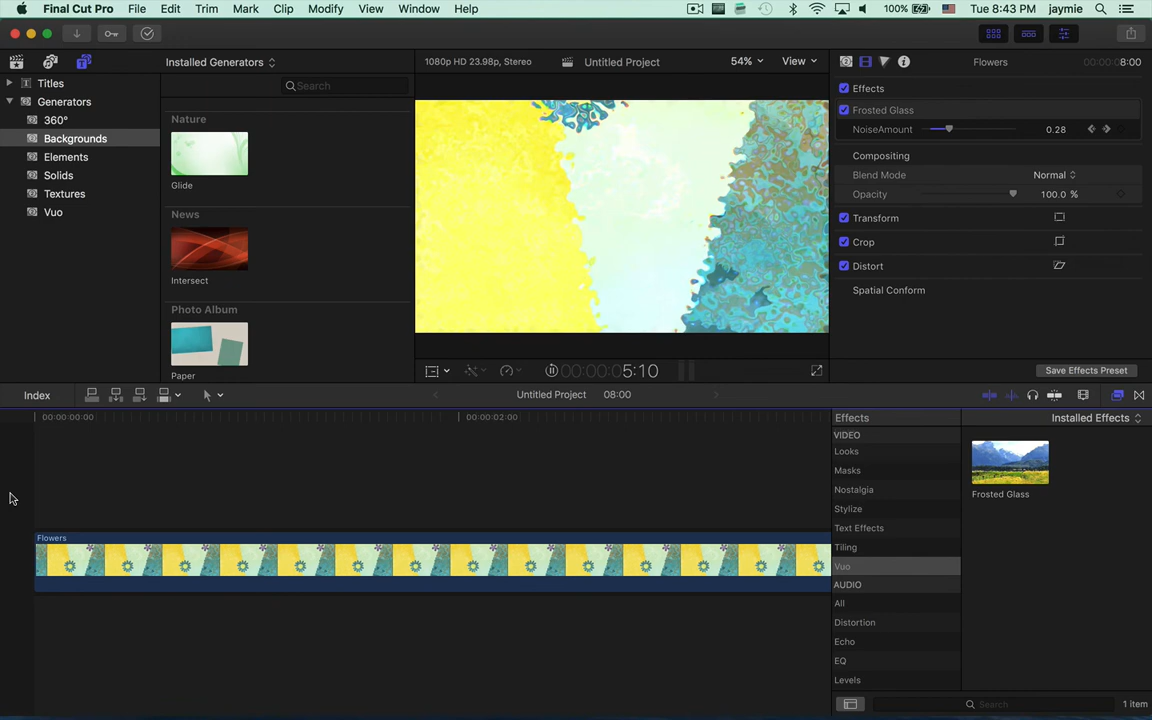 Final Cut Pro File Edit Trim Mark Clip Modify View Window Help 100% Tue 8:43 PM jaymie
Installed Generators
Search
1080p HD 23.98p, Stereo
Untitled Project
54%
View
Flowers
8:00
Titles
Generators
360°
Backgrounds
Elements
Solids
Textures
Vuo
Nature
Glide
News
Intersect
Photo Album
Paper
Effects
Frosted Glass
NoiseAmount 0.28
Compositing
Blend Mode Normal
Opacity 100.0 %
Transform
Crop
Distort
Spatial Conform
00:00:00:05:10
Save Effects Preset
Index
Untitled Project 08:00
00:00:00:00
00:00:02:00
Flowers
Effects
Installed Effects
VIDEO
Looks
Masks
Nostalgia
Stylize
Text Effects
Tiling
Vuo
AUDIO
All
Distortion
Echo
EQ
Levels
Frosted Glass
Search
1 item